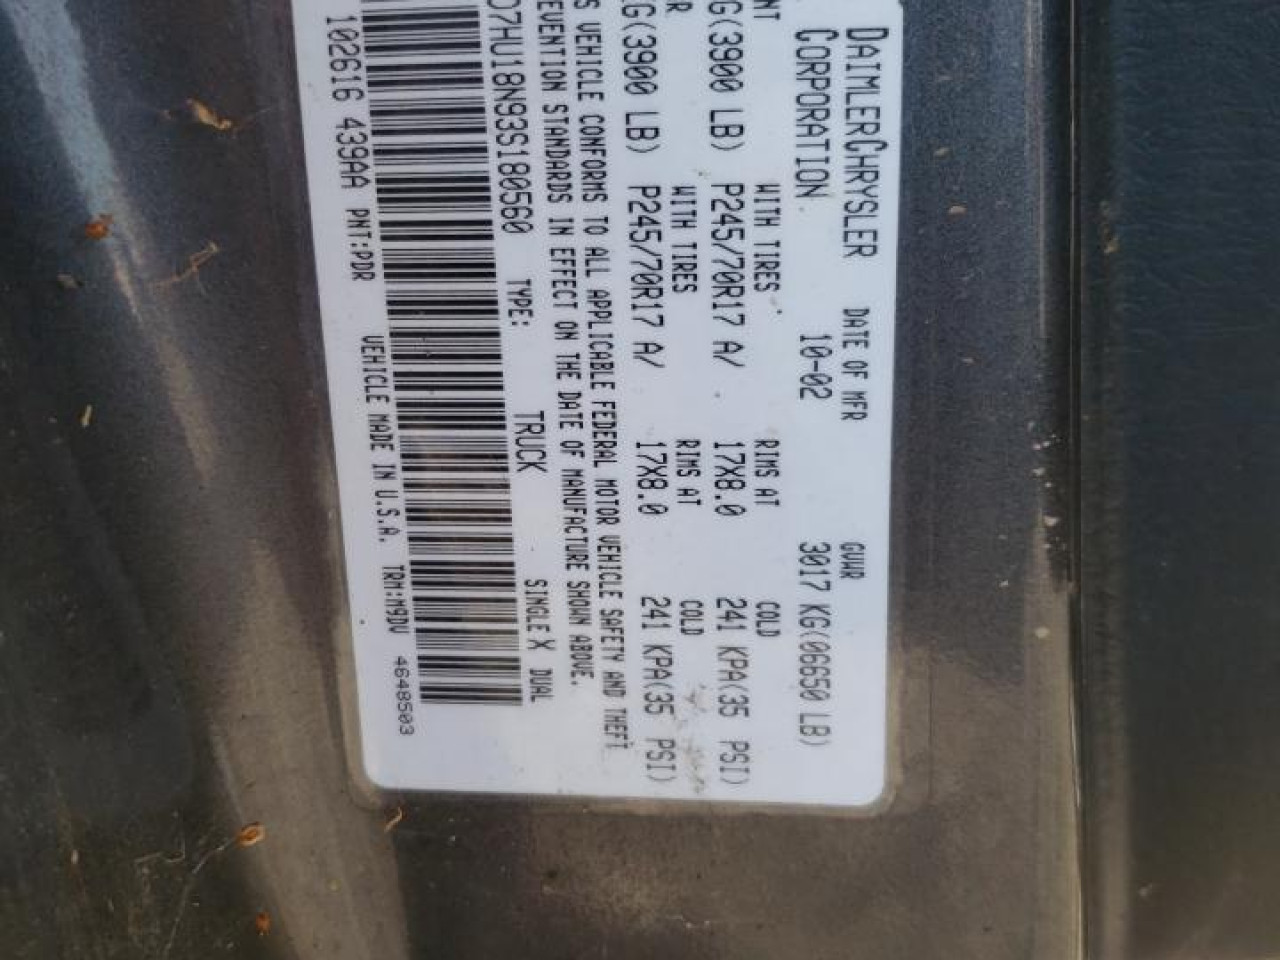 DAIMLERCHRYSLER DATE OF MFR GVWR
CORPORATION 10-02 3017 KG(06650 LB)
NT WITH TIRES RIMS AT COLD
G(3900 LB) P245/70R17 A/ 17X8.0 241 KPA(35 PSI)
R WITH TIRES RIMS AT COLD
G(3900 LB) P245/70R17 A/ 17X8.0 241 KPA(35 PSI)
S VEHICLE CONFORMS TO ALL APPLICABLE FEDERAL MOTOR VEHICLE SAFETY AND THEFT
EVENTION STANDARDS IN EFFECT ON THE DATE OF MANUFACTURE SHOWN ABOVE.
D7HU18N93S180560 TYPE: TRUCK SINGLE X DUAL
102616 439AA PNT:PDR VEHICLE MADE IN U.S.A. TRM:M9DV 4648503